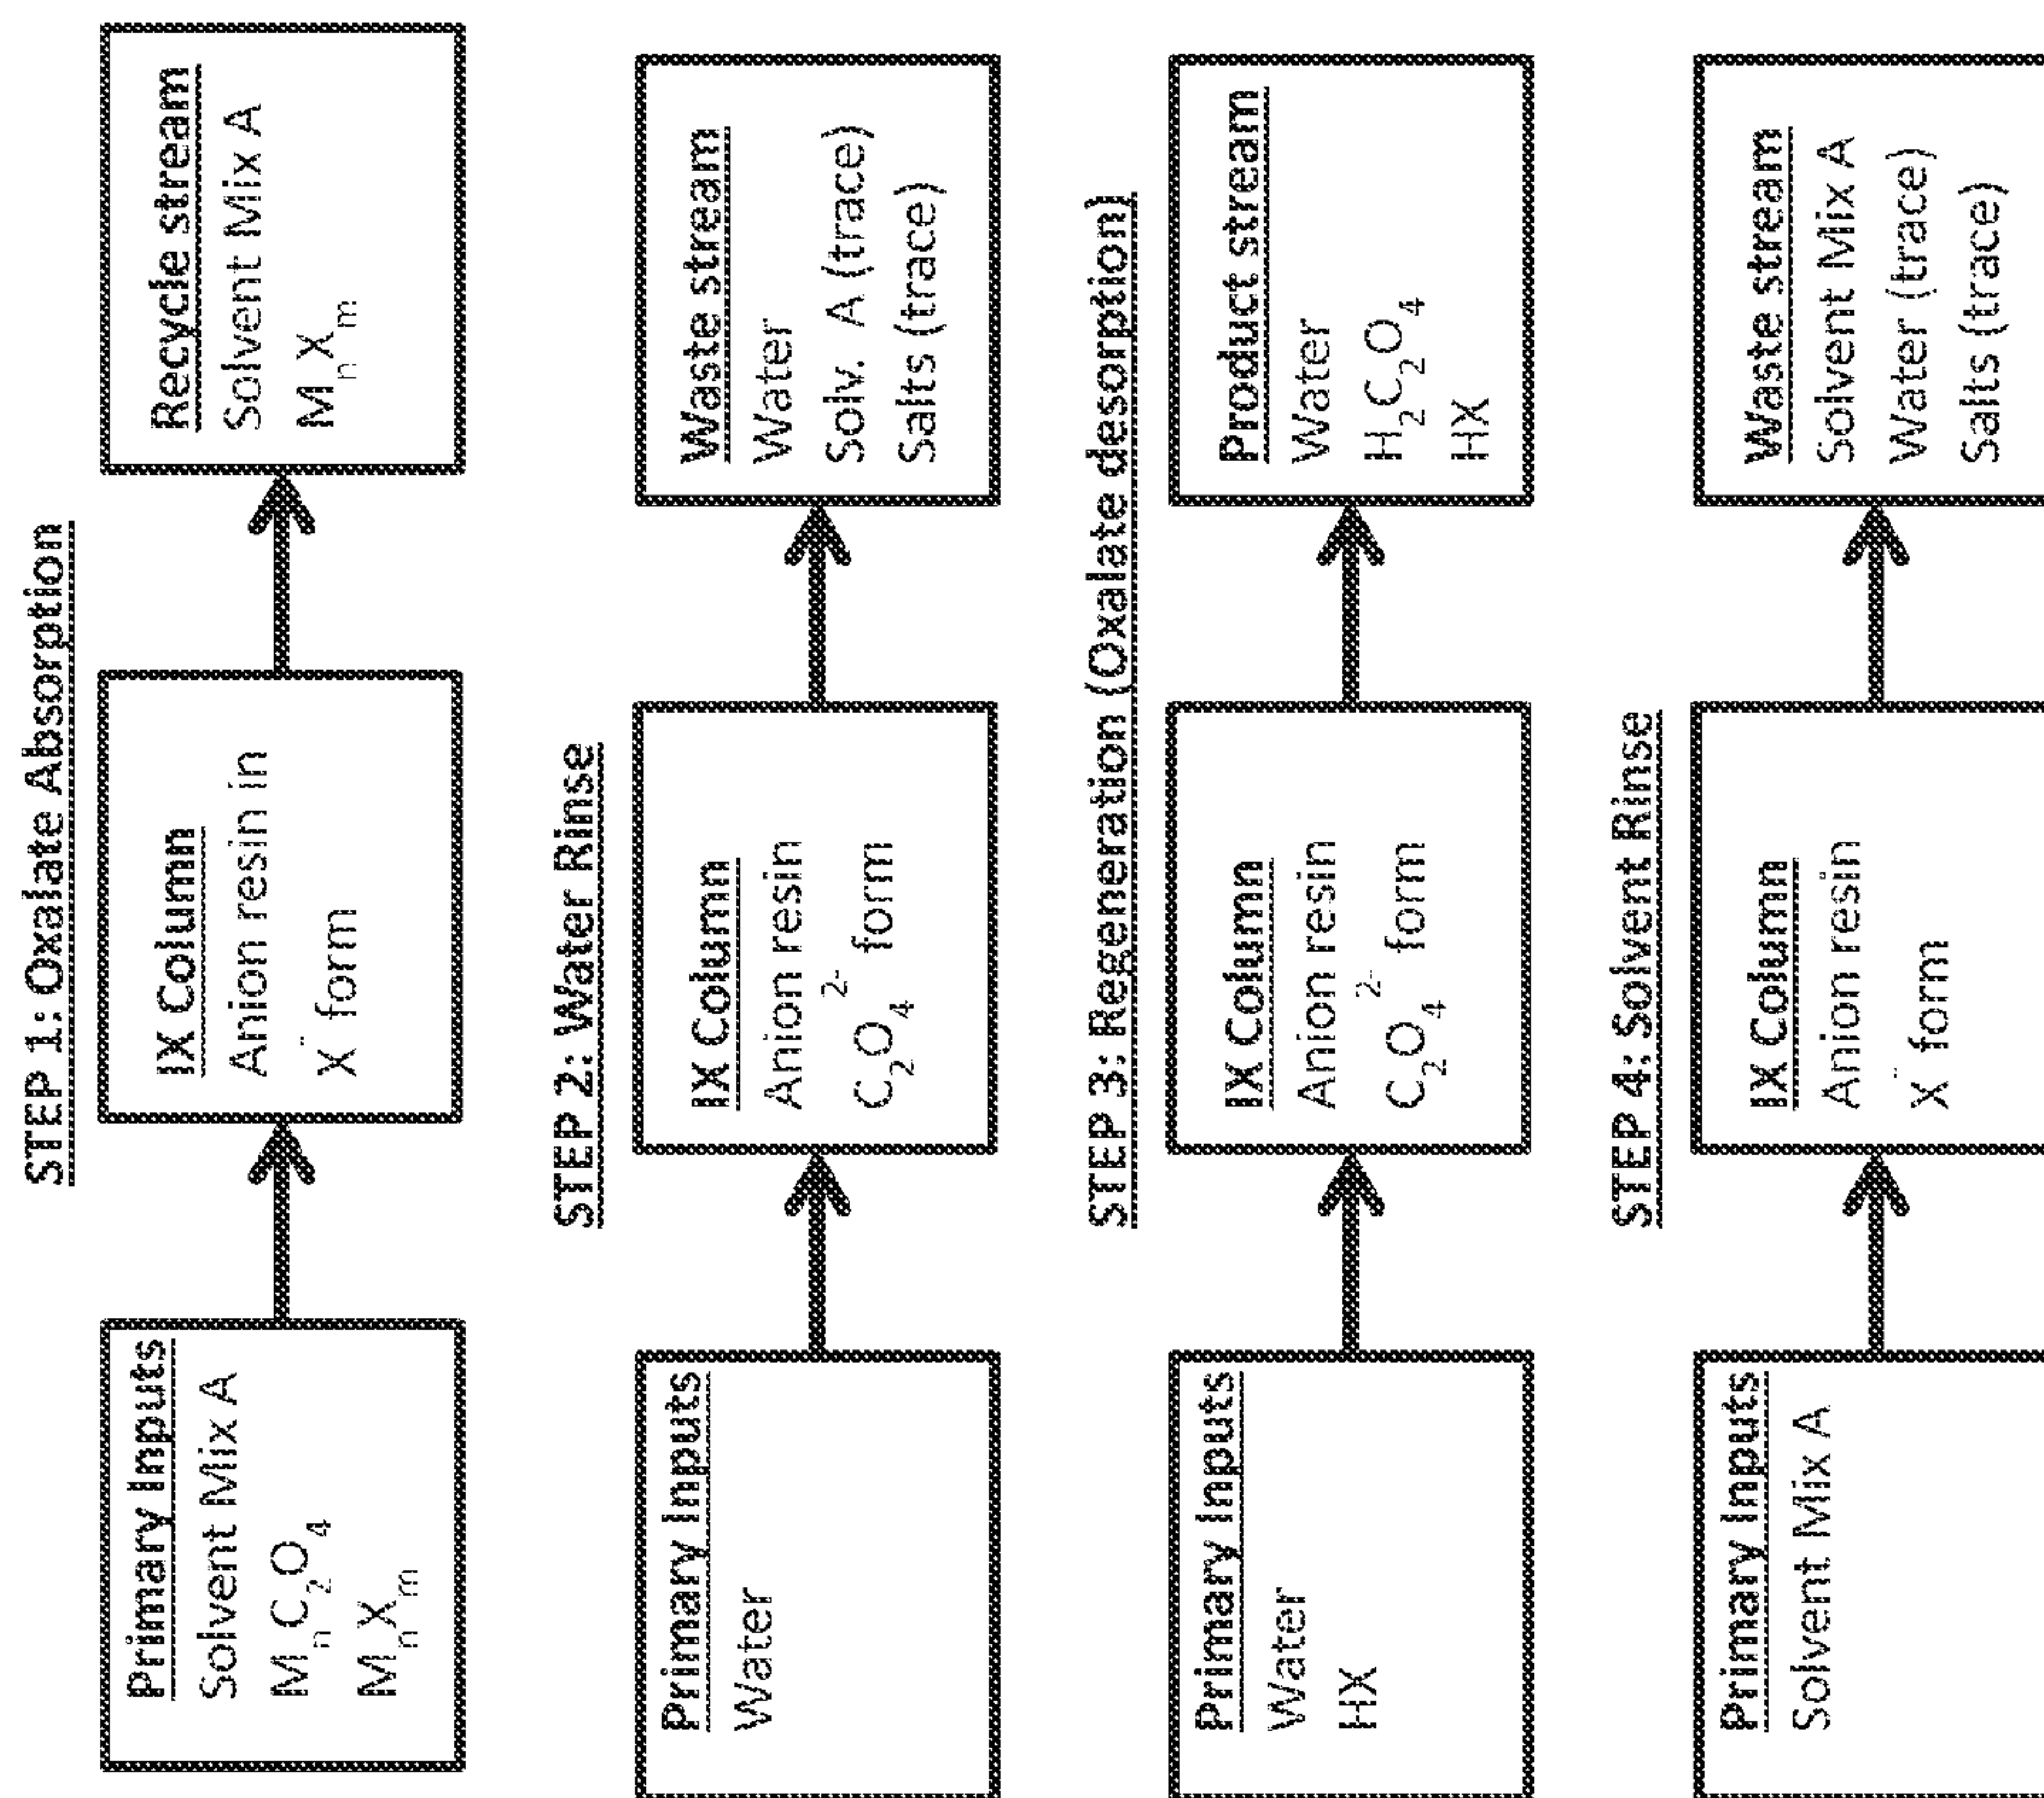 STEP 1: Oxalate Absorption
Primary Inputs
Solvent Mix A
MₙC₂O₄
MₙXₘ
IX Column
Anion resin in
X⁻ form
Recycle stream
Solvent Mix A
MₙXₘ
STEP 2: Water Rinse
Primary Inputs
Water
IX Column
Anion resin
C₂O₄²⁻ form
Waste stream
Water
Solv. A (trace)
Salts (trace)
STEP 3: Regeneration (Oxalate desorption)
Primary Inputs
Water
HX
IX Column
Anion resin
C₂O₄²⁻ form
Product stream
Water
H₂C₂O₄
HX
STEP 4: Solvent Rinse
Primary Inputs
Solvent Mix A
IX Column
Anion resin
X⁻ form
Waste stream
Solvent Mix A
Water (trace)
Salts (trace)